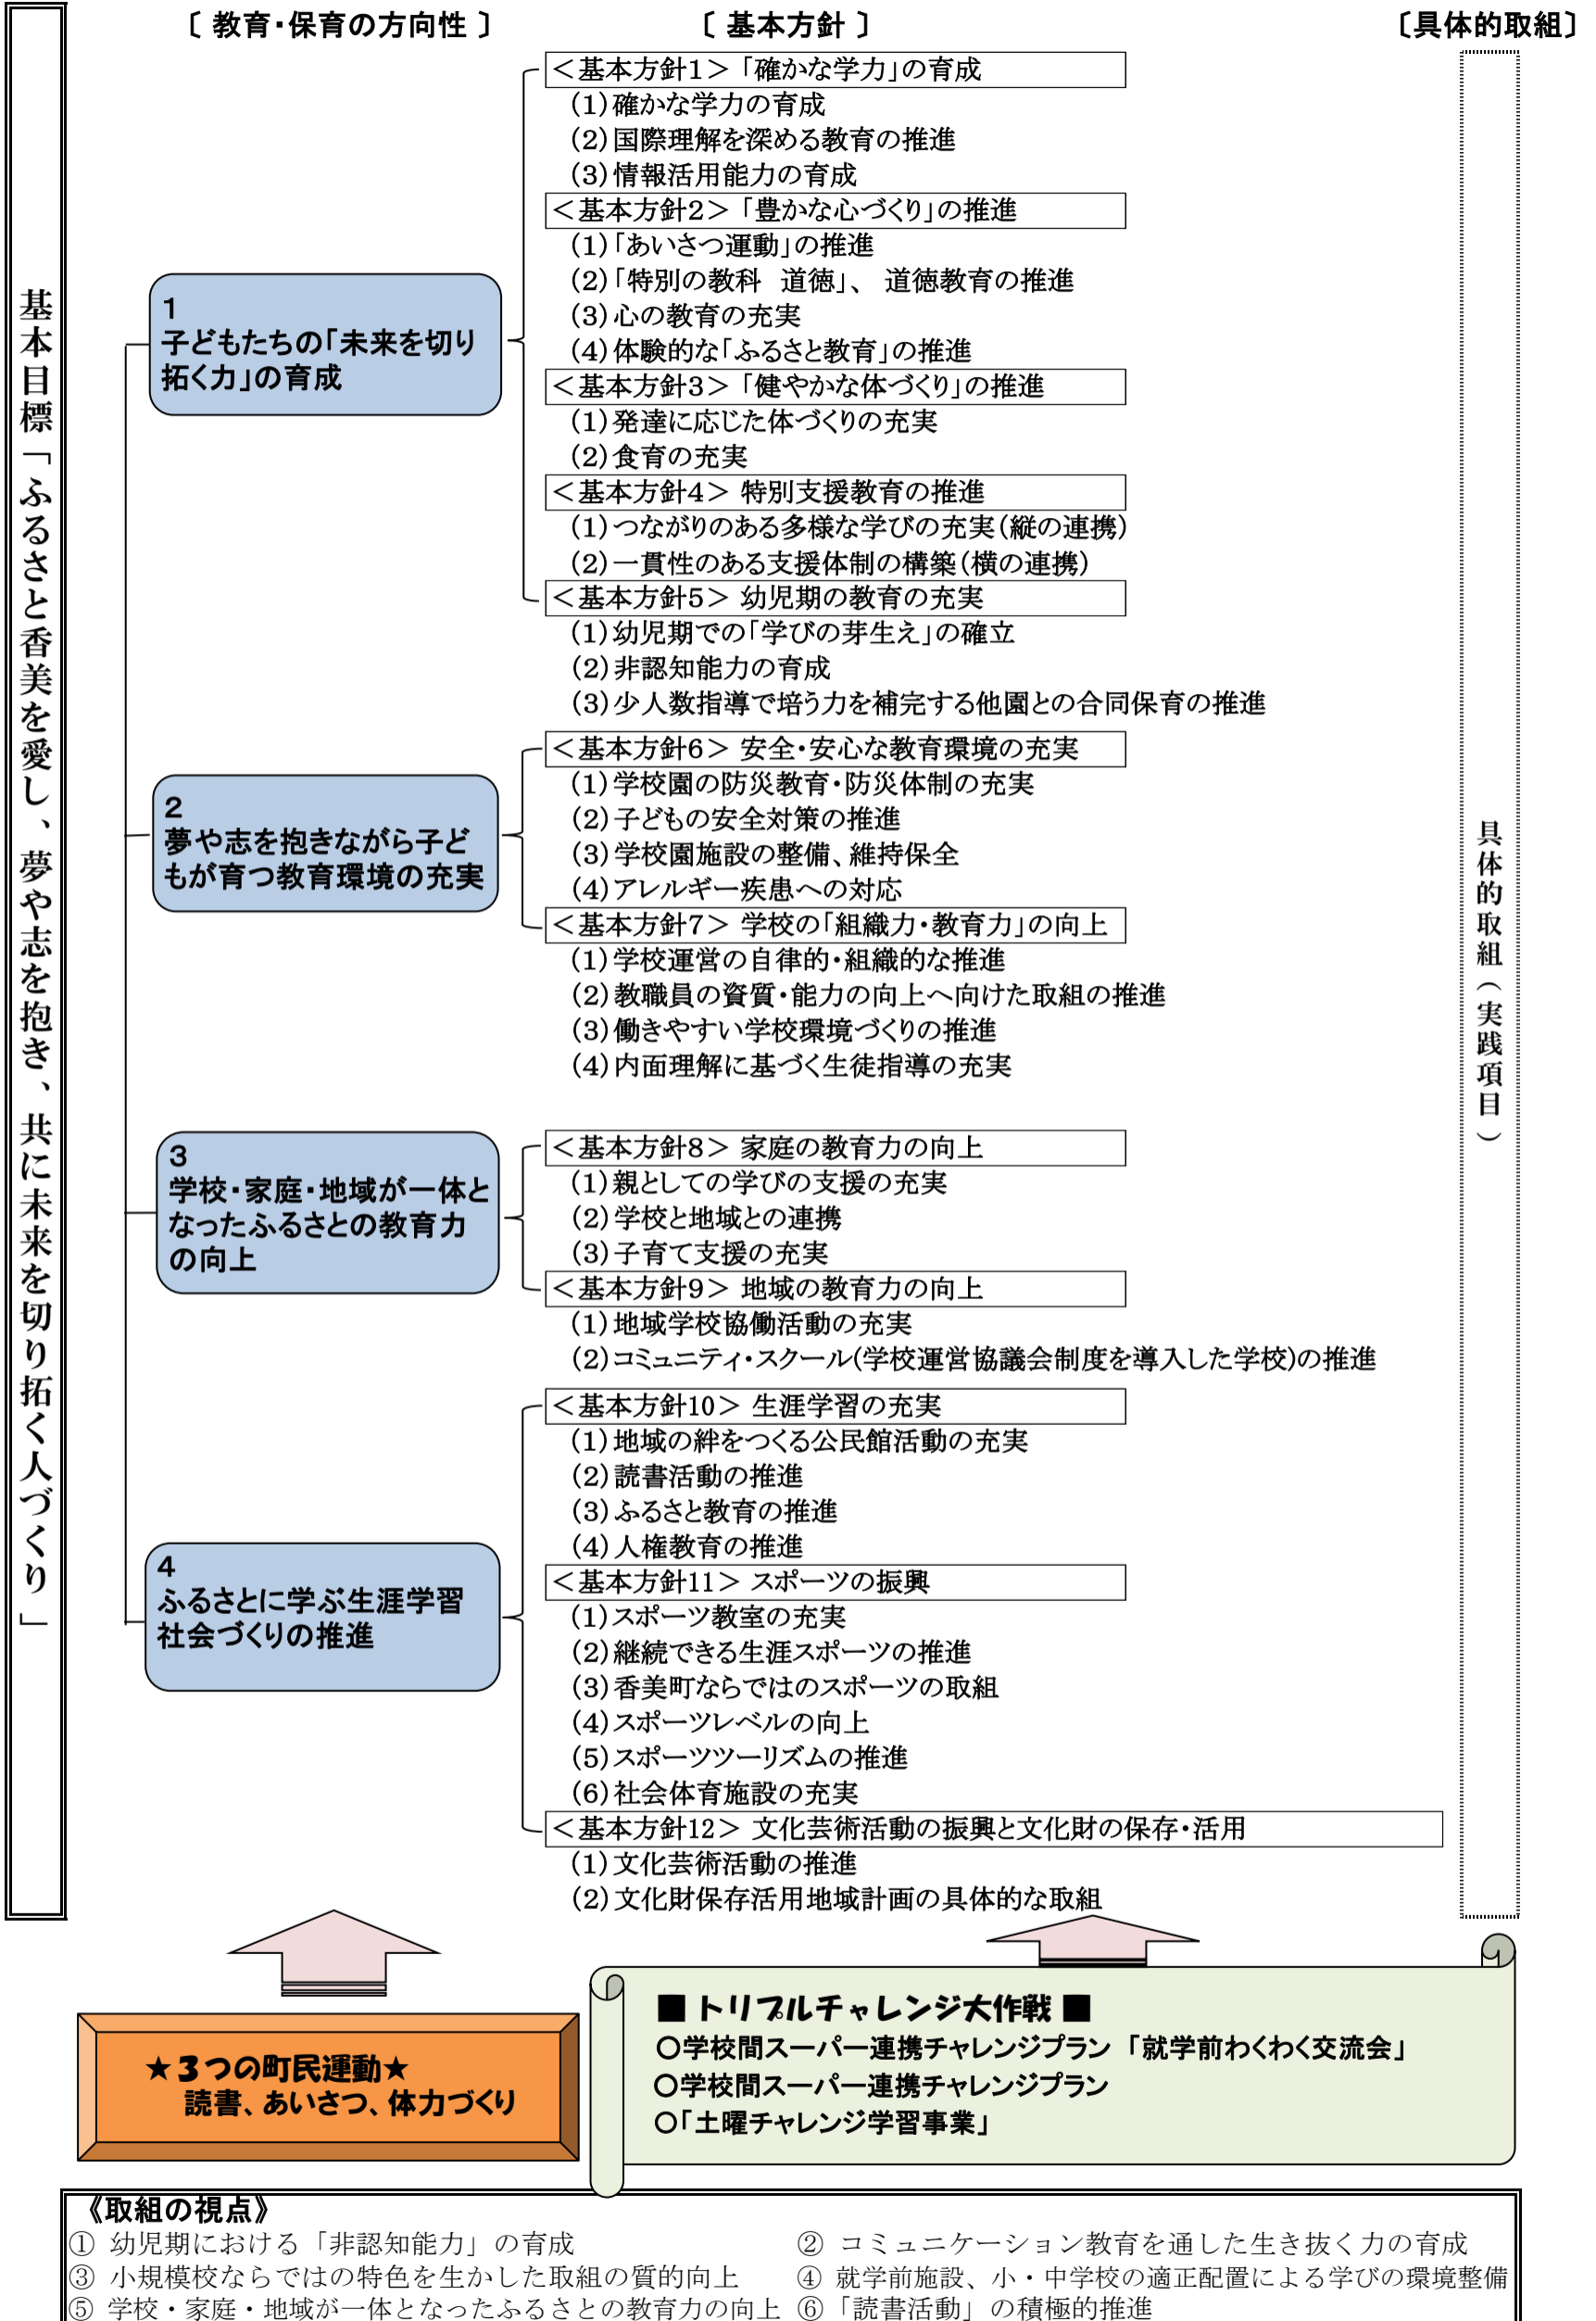 〔 教育・保育の方向性 〕
〔 基本方針 〕
〔具体的取組〕
基本目標「ふるさと香美を愛し、夢や志を抱き、共に未来を切り拓く人づくり」
1
子どもたちの「未来を切り
拓く力」の育成
＜基本方針1＞「確かな学力」の育成
(1)確かな学力の育成
(2)国際理解を深める教育の推進
(3)情報活用能力の育成
＜基本方針2＞「豊かな心づくり」の推進
(1)「あいさつ運動」の推進
(2)「特別の教科 道徳」、 道徳教育の推進
(3)心の教育の充実
(4)体験的な「ふるさと教育」の推進
＜基本方針3＞「健やかな体づくり」の推進
(1)発達に応じた体づくりの充実
(2)食育の充実
＜基本方針4＞ 特別支援教育の推進
(1)つながりのある多様な学びの充実(縦の連携)
(2)一貫性のある支援体制の構築(横の連携)
＜基本方針5＞ 幼児期の教育の充実
(1)幼児期での「学びの芽生え」の確立
(2)非認知能力の育成
(3)少人数指導で培う力を補完する他園との合同保育の推進
2
夢や志を抱きながら子ど
もが育つ教育環境の充実
＜基本方針6＞ 安全・安心な教育環境の充実
(1)学校園の防災教育・防災体制の充実
(2)子どもの安全対策の推進
(3)学校園施設の整備、維持保全
(4)アレルギー疾患への対応
＜基本方針7＞ 学校の「組織力・教育力」の向上
(1)学校運営の自律的・組織的な推進
(2)教職員の資質・能力の向上へ向けた取組の推進
(3)働きやすい学校環境づくりの推進
(4)内面理解に基づく生徒指導の充実
3
学校・家庭・地域が一体と
なったふるさとの教育力
の向上
＜基本方針8＞ 家庭の教育力の向上
(1)親としての学びの支援の充実
(2)学校と地域との連携
(3)子育て支援の充実
＜基本方針9＞ 地域の教育力の向上
(1)地域学校協働活動の充実
(2)コミュニティ・スクール(学校運営協議会制度を導入した学校)の推進
4
ふるさとに学ぶ生涯学習
社会づくりの推進
＜基本方針10＞ 生涯学習の充実
(1)地域の絆をつくる公民館活動の充実
(2)読書活動の推進
(3)ふるさと教育の推進
(4)人権教育の推進
＜基本方針11＞ スポーツの振興
(1)スポーツ教室の充実
(2)継続できる生涯スポーツの推進
(3)香美町ならではのスポーツの取組
(4)スポーツレベルの向上
(5)スポーツツーリズムの推進
(6)社会体育施設の充実
＜基本方針12＞ 文化芸術活動の振興と文化財の保存・活用
(1)文化芸術活動の推進
(2)文化財保存活用地域計画の具体的な取組
具体的取組（実践項目）
★３つの町民運動★
読書、あいさつ、体力づくり
■ トリプルチャレンジ大作戦 ■
○学校間スーパー連携チャレンジプラン 「就学前わくわく交流会」
○学校間スーパー連携チャレンジプラン
○「土曜チャレンジ学習事業」
《取組の視点》
① 幼児期における「非認知能力」の育成
② コミュニケーション教育を通した生き抜く力の育成
③ 小規模校ならではの特色を生かした取組の質的向上
④ 就学前施設、小・中学校の適正配置による学びの環境整備
⑤ 学校・家庭・地域が一体となったふるさとの教育力の向上
⑥「読書活動」の積極的推進